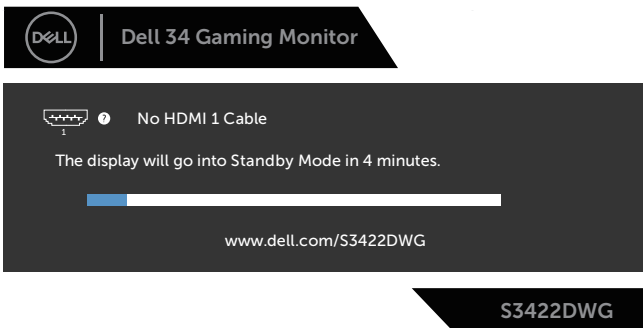 DELL
Dell 34 Gaming Monitor
1
?
No HDMI 1 Cable
The display will go into Standby Mode in 4 minutes.
www.dell.com/S3422DWG
S3422DWG